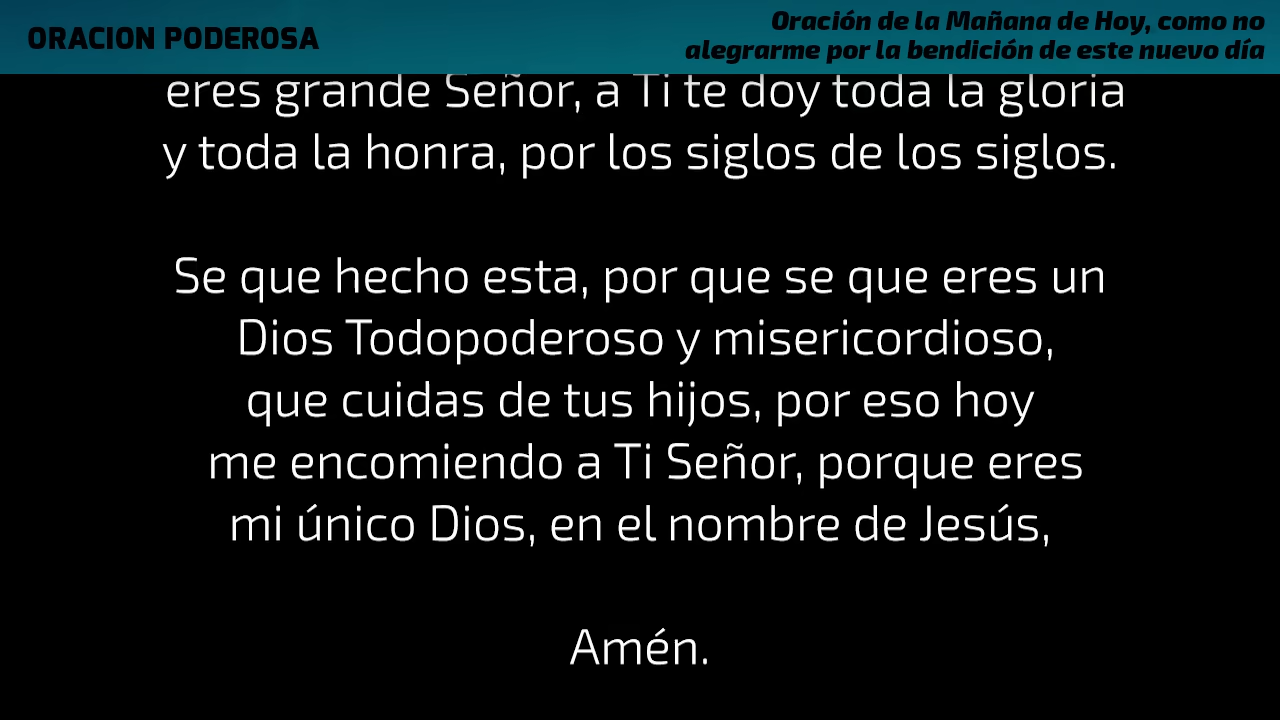 ORACION PODEROSA
Oración de la Mañana de Hoy, como no
alegrarme por la bendición de este nuevo día
eres grande Señor, a Ti te doy toda la gloria
y toda la honra, por los siglos de los siglos.
Se que hecho esta, por que se que eres un
Dios Todopoderoso y misericordioso,
que cuidas de tus hijos, por eso hoy
me encomiendo a Ti Señor, porque eres
mi único Dios, en el nombre de Jesús,
Amén.